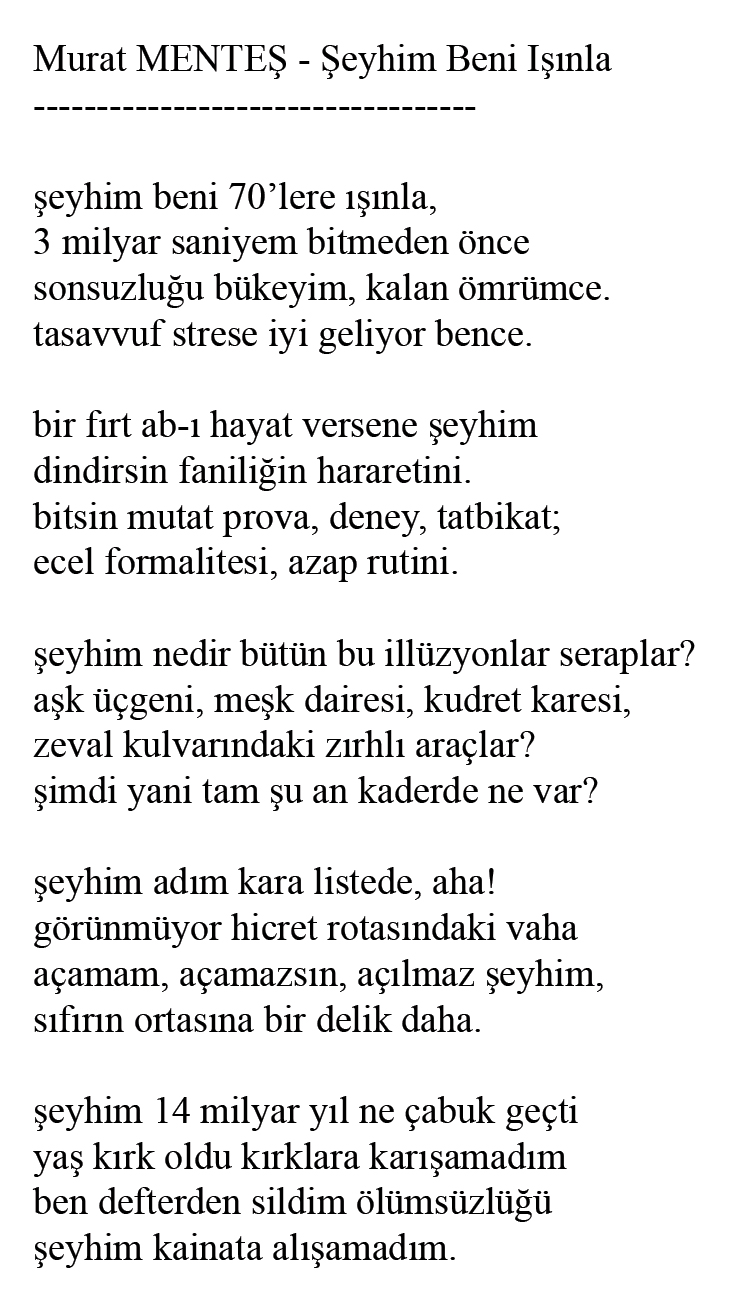 Murat MENTEŞ - Şeyhim Beni Işınla
-----------------------------------
şeyhim beni 70’lere ışınla,
3 milyar saniyem bitmeden önce
sonsuzluğu bükeyim, kalan ömrümce.
tasavvuf strese iyi geliyor bence.

bir fırt ab-ı hayat versene şeyhim
dindirsin faniliğin hararetini.
bitsin mutat prova, deney, tatbikat;
ecel formalitesi, azap rutini.

şeyhim nedir bütün bu illüzyonlar seraplar?
aşk üçgeni, meşk dairesi, kudret karesi,
zeval kulvarındaki zırhlı araçlar?
şimdi yani tam şu an kaderde ne var?

şeyhim adım kara listede, aha!
görünmüyor hicret rotasındaki vaha
açamam, açamazsın, açılmaz şeyhim,
sıfırın ortasına bir delik daha.

şeyhim 14 milyar yıl ne çabuk geçti
yaş kırk oldu kırklara karışamadım
ben defterden sildim ölümsüzlüğü
şeyhim kainata alışamadım.